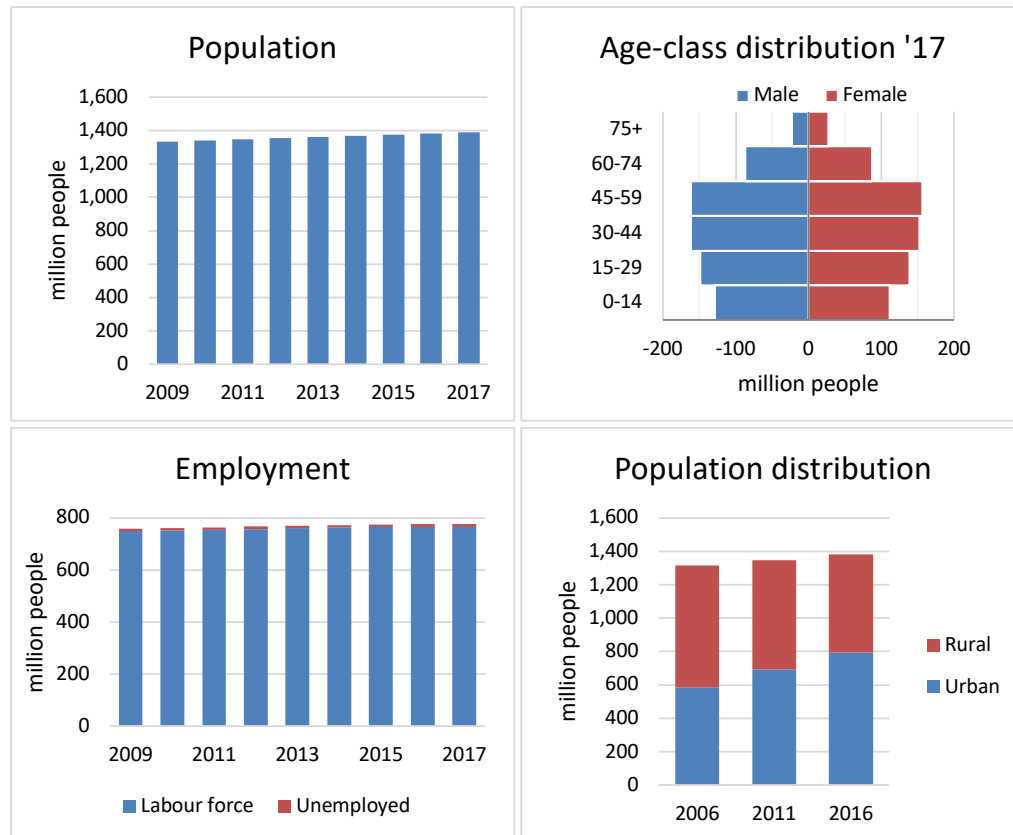 Population
million people
1,600
1,400
1,200
1,000
800
600
400
200
0
2009 2011 2013 2015 2017
Age-class distribution '17
Male Female
75+
60-74
45-59
30-44
15-29
0-14
-200 -100 0 100 200
million people
Employment
million people
800
600
400
200
0
2009 2011 2013 2015 2017
Labour force Unemployed
Population distribution
million people
1,600
1,400
1,200
1,000
800
600
400
200
0
2006 2011 2016
Rural
Urban